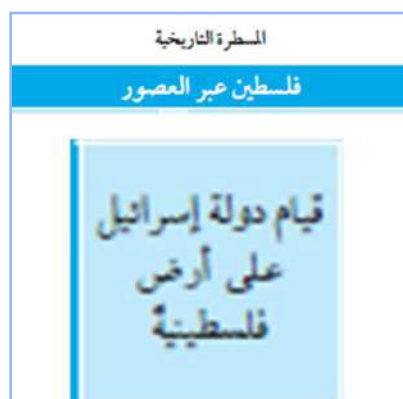 المسطرة التاريخية
فلسطين عبر العصور
قيام دولة إسرائيل
على أرض
فلسطينية